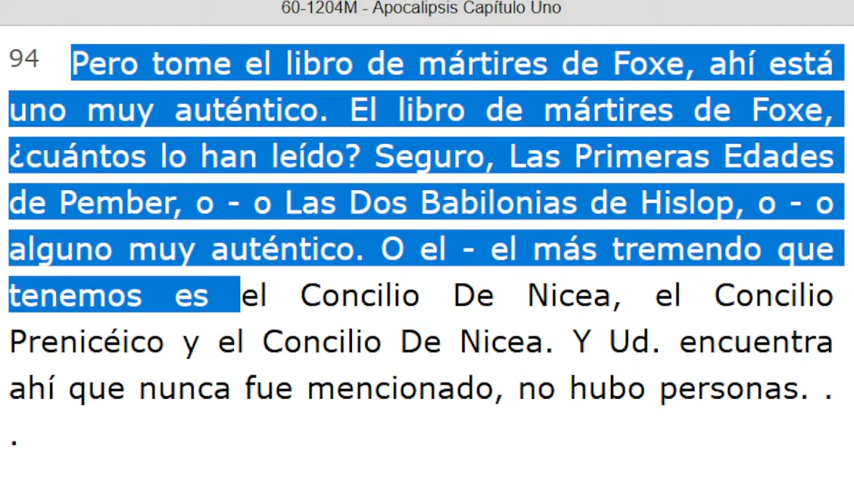 60-1204M - Apocalipsis Capítulo Uno
94 Pero tome el libro de mártires de Foxe, ahí está
uno muy auténtico. El libro de mártires de Foxe,
¿cuántos lo han leído? Seguro, Las Primeras Edades
de Pember, o - o Las Dos Babilonias de Hislop, o - o
alguno muy auténtico. O el - el más tremendo que
tenemos es el Concilio De Nicea, el Concilio
Prenicéico y el Concilio De Nicea. Y Ud. encuentra
ahí que nunca fue mencionado, no hubo personas. .
.